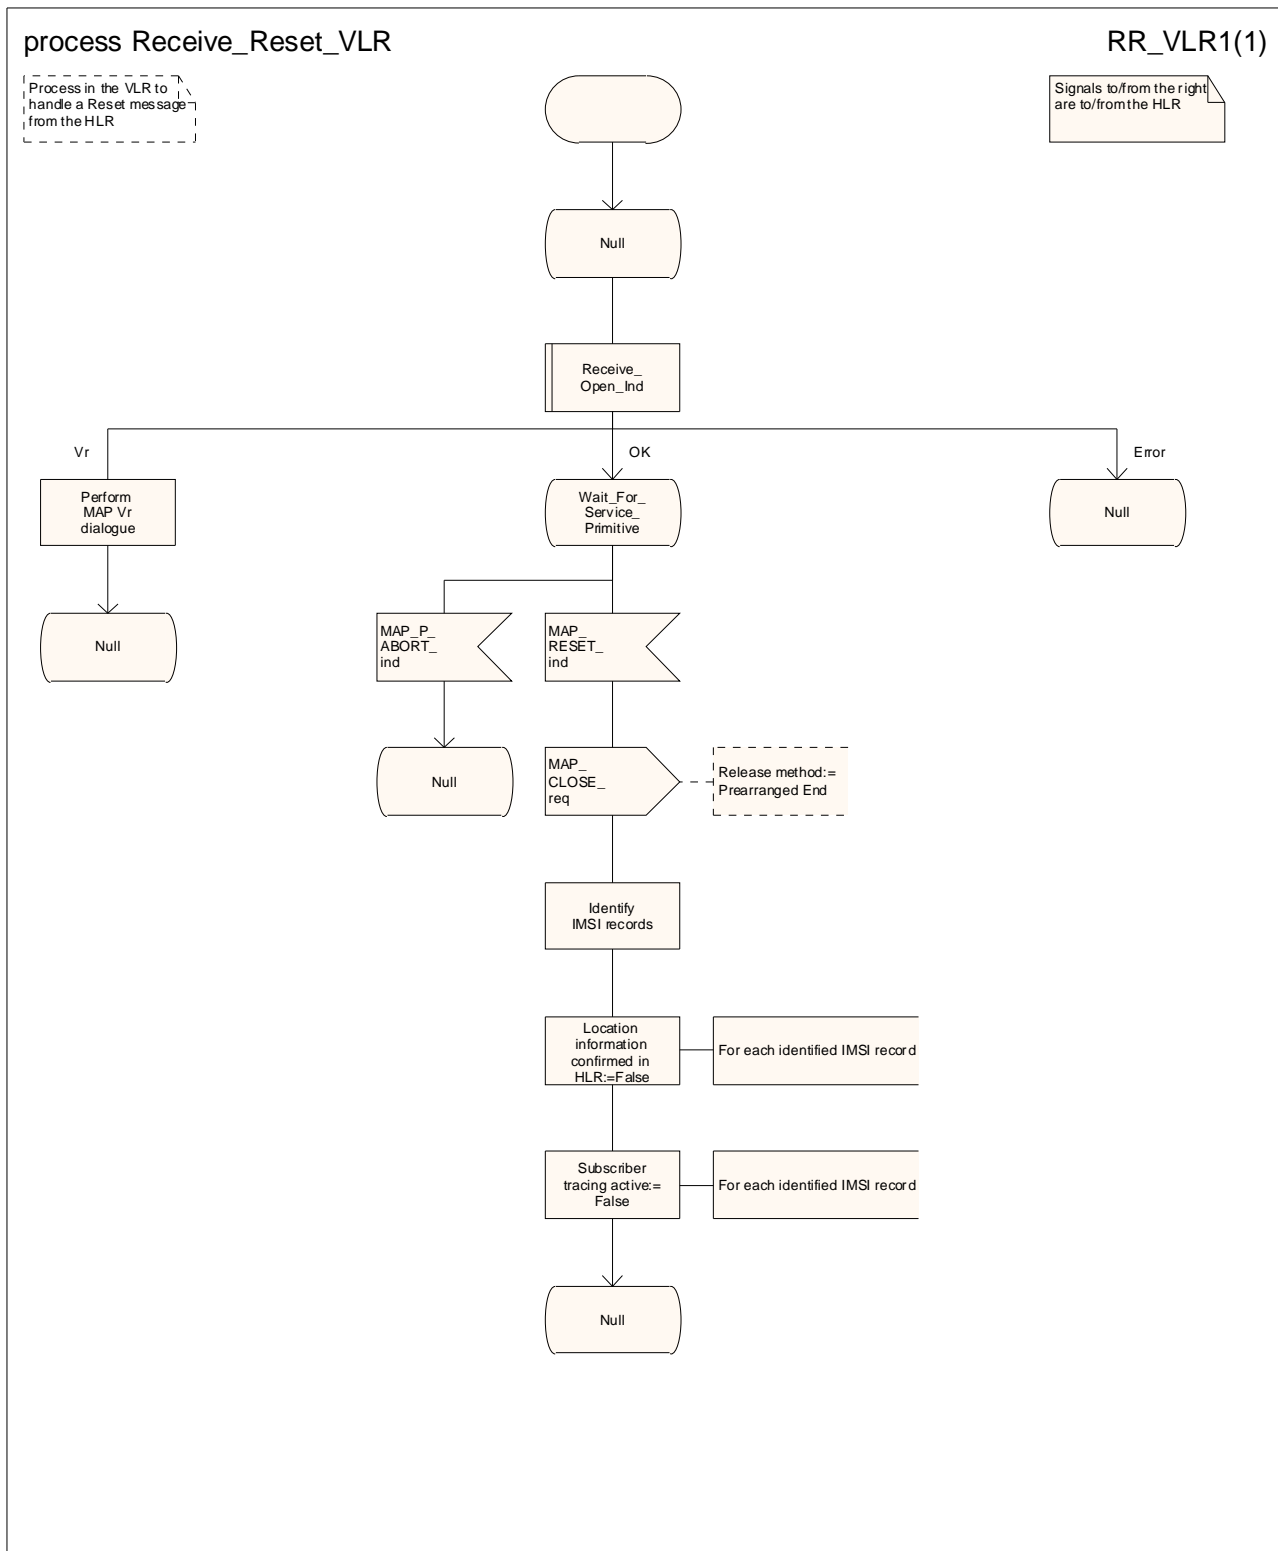 process Receive_Reset_VLR
RR_VLR1(1)
Process in the VLR to
handle a Reset message
from the HLR
Signals to/from the right
are to/from the HLR
Null
Receive_
Open_Ind
Vr
OK
Error
Perform
MAP Vr
dialogue
Wait_For_
Service_
Primitive
Null
Null
MAP_P_
ABORT_
ind
MAP_
RESET_
ind
Null
MAP_
CLOSE_
req
Release method:=
Prearranged End
Identify
IMSI records
Location
information
confirmed in
HLR:=False
For each identified IMSI record
Subscriber
tracing active:=
False
For each identified IMSI record
Null